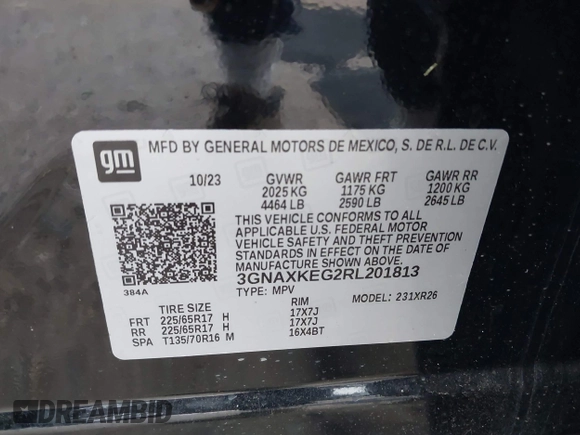 gm MFD BY GENERAL MOTORS DE MEXICO, S. DE R.L. DE C.V.
10/23 GVWR GAWR FRT GAWR RR
2025 KG 1175 KG 1200 KG
4464 LB 2590 LB 2645 LB
THIS VEHICLE CONFORMS TO ALL
APPLICABLE U.S. FEDERAL MOTOR
VEHICLE SAFETY AND THEFT PREVENTION
STANDARDS IN EFFECT ON THE DATE OF
MANUFACTURE SHOWN ABOVE.
3GNAXKEG2RL201813
384A TYPE: MPV MODEL: 231XR26
TIRE SIZE RIM
FRT 225/65R17 H 17X7J
RR 225/65R17 H 17X7J
SPA T135/70R16 M 16X4BT
DREAMBID